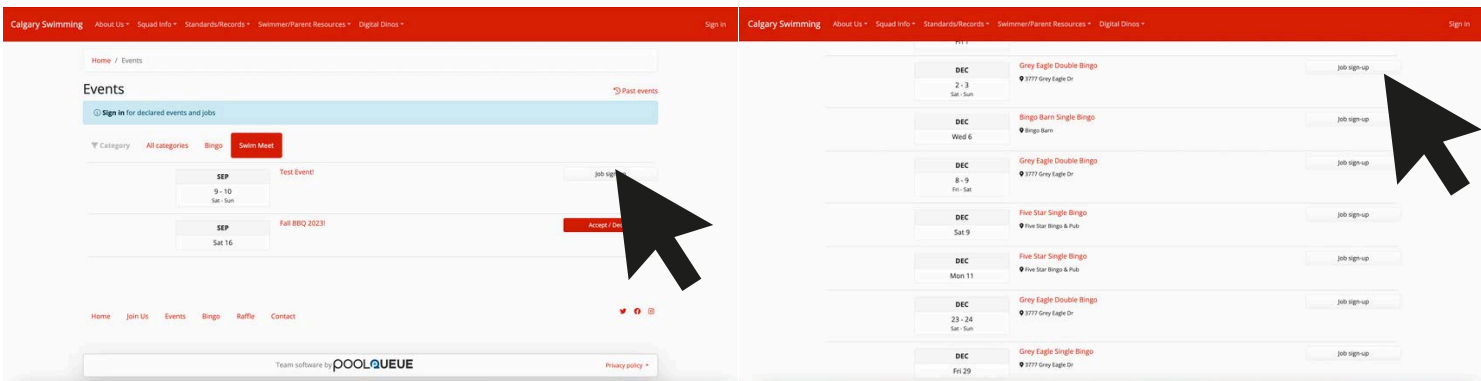 Calgary Swimming About Us Squad Info Standards/Records Swimmer/Parent Resources Digital Dinos Sign in
Home / Events
Events
Past events
Sign in for declared events and jobs
Category All categories Bingo Swim Meet
SEP
9 - 10
Sat - Sun
Test Event!
Job sign-up
SEP
Sat 16
Fall BBQ 2023!
Accept / Dec
Home Join Us Events Bingo Raffle Contact
Team software by POOLQUEUE
Privacy policy
Calgary Swimming About Us Squad Info Standards/Records Swimmer/Parent Resources Digital Dinos Sign in
DEC
2 - 3
Sat - Sun
Grey Eagle Double Bingo
3777 Grey Eagle Dr
Job sign-up
DEC
Wed 6
Bingo Barn Single Bingo
Bingo Barn
Job sign-up
DEC
8 - 9
Fri - Sat
Grey Eagle Double Bingo
3777 Grey Eagle Dr
Job sign-up
DEC
Sat 9
Five Star Single Bingo
Five Star Bingo & Pub
Job sign-up
DEC
Mon 11
Five Star Single Bingo
Five Star Bingo & Pub
Job sign-up
DEC
23 - 24
Sat - Sun
Grey Eagle Double Bingo
3777 Grey Eagle Dr
Job sign-up
DEC
Fri 29
Grey Eagle Single Bingo
3777 Grey Eagle Dr
Job sign-up